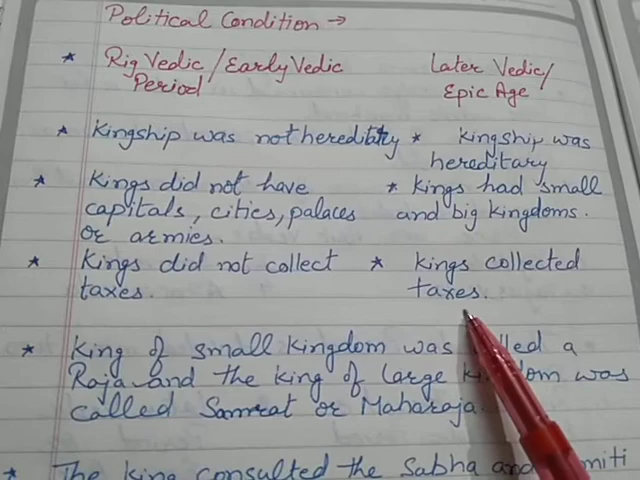 Political Condition →
* Rig Vedic / Early Vedic Period
Later Vedic / Epic Age
* Kingship was not hereditary
* Kingship was hereditary
* Kings did not have capitals, cities, palaces or armies.
* Kings had small and big kingdoms.
* Kings did not collect taxes.
* Kings collected taxes.
* King of small kingdom was called a
Raja and the king of large kingdom was
called Samrat or Maharaja.
* The king consulted the Sabha and